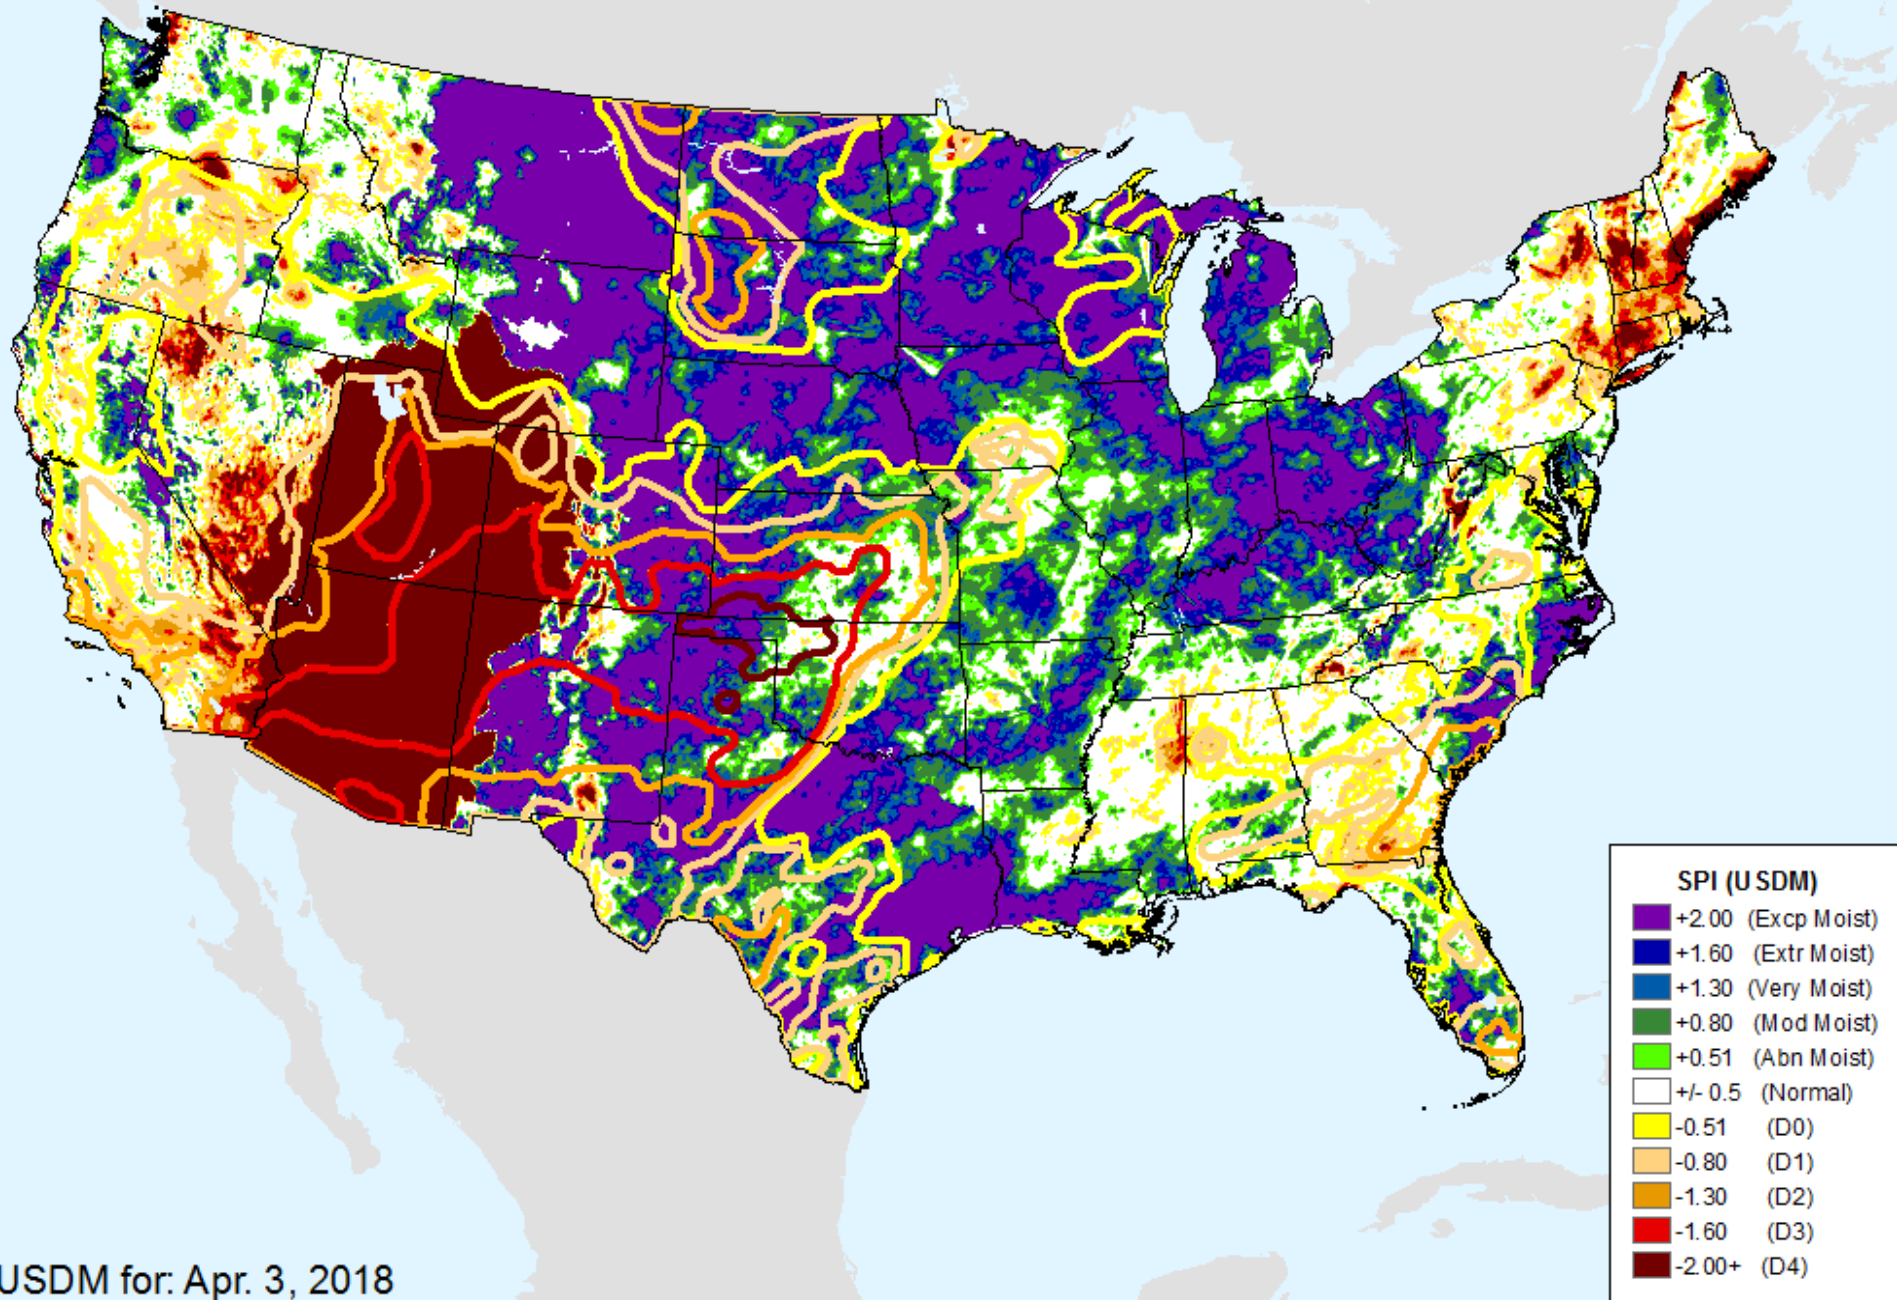 SPI (USDM)
+2.00 (Excp Moist)
+1.60 (Extr Moist)
+1.30 (Very Moist)
+0.80 (Mod Moist)
+0.51 (Abn Moist)
+/- 0.5 (Normal)
-0.51 (D0)
-0.80 (D1)
-1.30 (D2)
-1.60 (D3)
-2.00+ (D4)
USDM for: Apr. 3, 2018